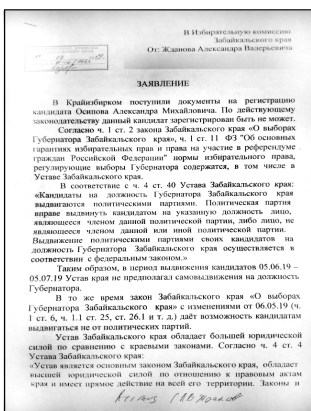 В Избирательную комиссию
Забайкальского края
От: Жданова Александра Валерьевича
ЗАЯВЛЕНИЕ
В Крайизбирком поступили документы на регистрацию
кандидата Осипова Александра Михайловича. По действующему
законодательству данный кандидат зарегистрирован быть не может.
Согласно ч. 1 ст. 2 закона Забайкальского края «О выборах
Губернатора Забайкальского края», ч. 1 ст. 11 ФЗ "Об основных
гарантиях избирательных прав и права на участие в референдуме
граждан Российской Федерации" нормы избирательного права,
регулирующие выборы Губернатора содержатся, в том числе в
Уставе Забайкальского края.
В соответствие с ч. 4 ст. 40 Устава Забайкальского края:
«Кандидаты на должность Губернатора Забайкальского края
выдвигаются политическими партиями. Политическая партия
вправе выдвинуть кандидатом на указанную должность лицо,
являющееся членом данной политической партии, либо лицо, не
являющееся членом данной или иной политической партии.
Выдвижение политическими партиями своих кандидатов на
должность Губернатора Забайкальского края осуществляется в
соответствии с федеральным законом.»
Таким образом, в период выдвижения кандидатов 05.06.19 –
05.07.19 Устав края не предполагал самовыдвижения на должность
Губернатора.
В то же время закон Забайкальского края «О выборах
Губернатора Забайкальского края» с изменениями от 06.05.19 (ч.
1 ст. 6, ч. 1.1 ст. 25, ст. 26.1 и т. д.) даёт возможность кандидатам
выдвигаться не от политических партий.
Устав Забайкальского края обладает большей юридической
силой по сравнению с краевыми законами. Согласно ч. 4 ст. 4
Устава Забайкальского края:
«Устав является основным законом Забайкальского края, обладает
высшей юридической силой по отношению к правовым актам
края и имеет прямое действие на всей его территории. Законы и